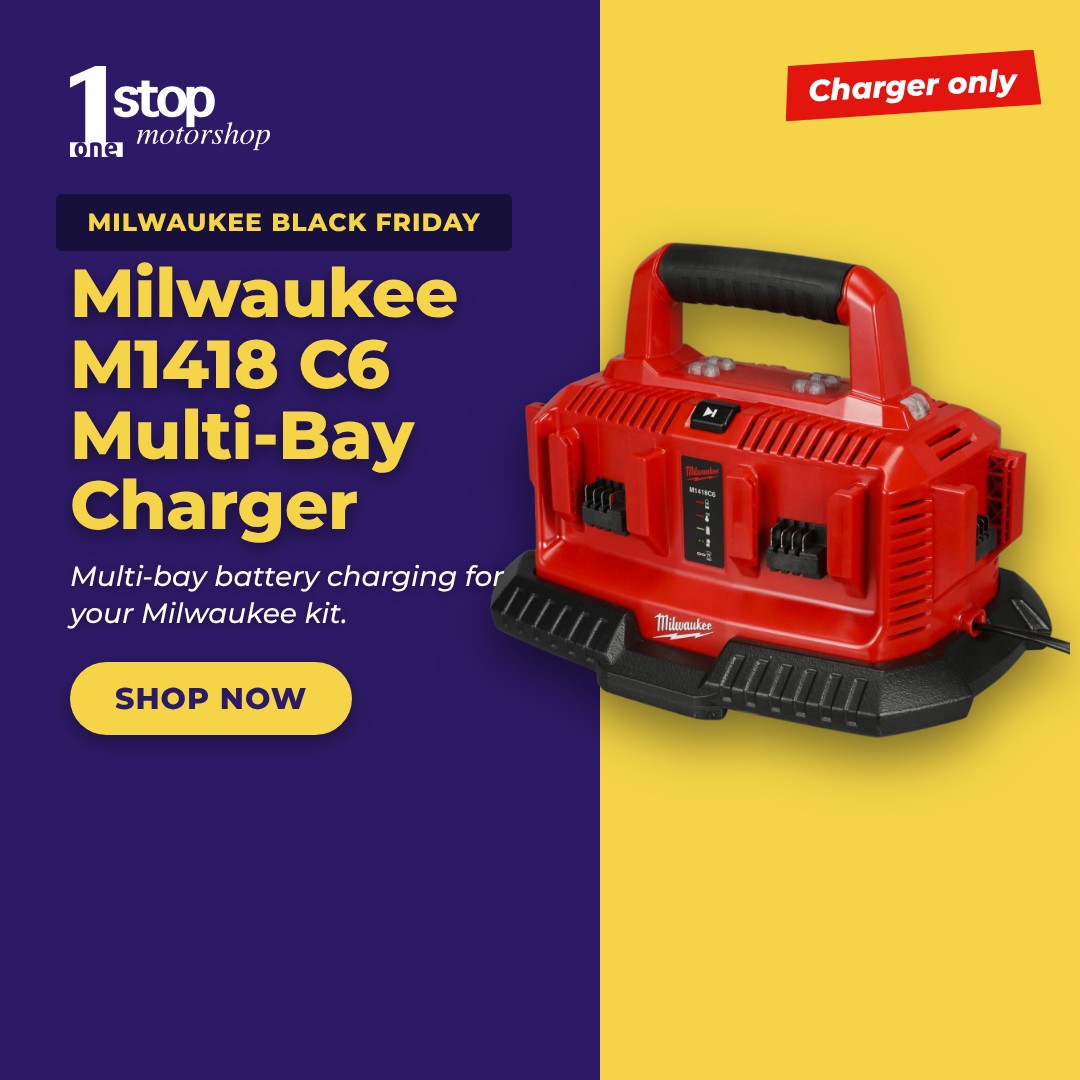 1 stop
one motorshop
Charger only
MILWAUKEE BLACK FRIDAY
Milwaukee
M1418 C6
Multi-Bay
Charger
Multi-bay battery charging for
your Milwaukee kit.
SHOP NOW
Milwaukee
M1418C6
Milwaukee